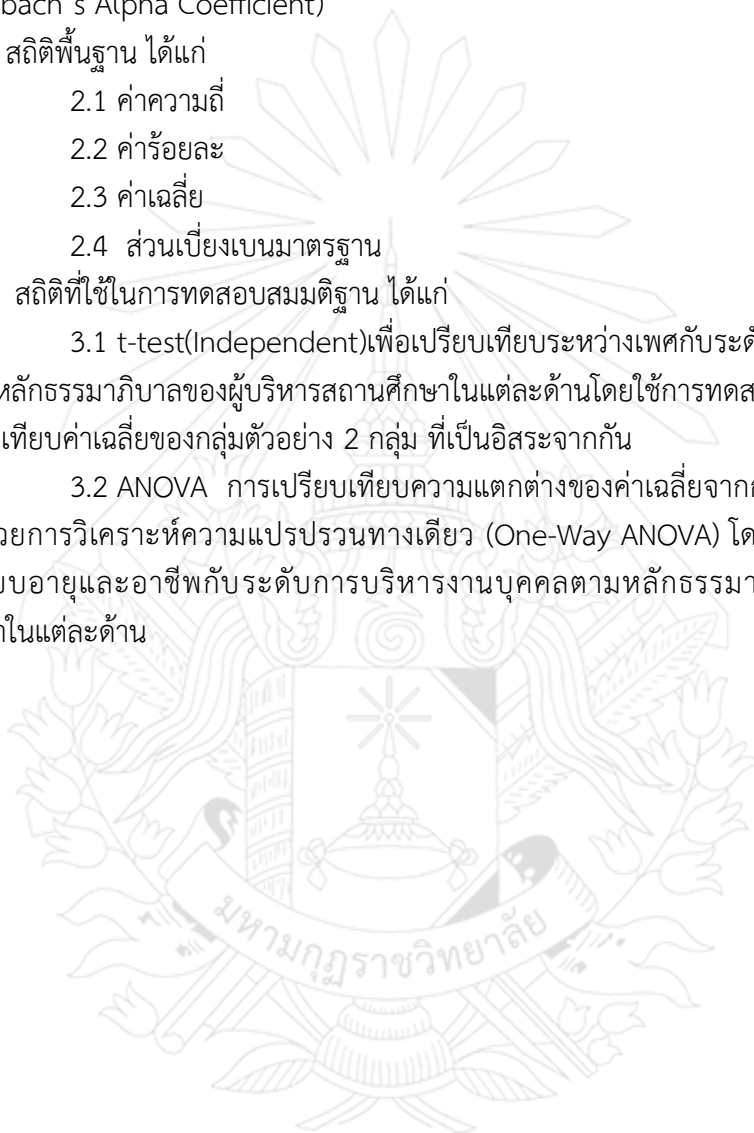 bach's Alpha Coefficient)
สถิติพื้นฐาน ได้แก่
2.1 ค่าความถี่
2.2 ค่าร้อยละ
2.3 ค่าเฉลี่ย
2.4 ส่วนเบี่ยงเบนมาตรฐาน
สถิติที่ใช้ในการทดสอบสมมติฐาน ได้แก่
3.1 t-test(Independent)เพื่อเปรียบเทียบระหว่างเพศกับ
หลักธรรมาภิบาลของผู้บริหารสถานศึกษาในแต่ละด้านโดยใช้การ
เทียบค่าเฉลี่ยของกลุ่มตัวอย่าง 2 กลุ่ม ที่เป็นอิสระจากกัน
3.2 ANOVA การเปรียบเทียบความแตกต่างของค่าเฉลี่ยจาก
วยการวิเคราะห์ความแปรปรวนทางเดียว (One-Way ANOVA)
อายุและอาชีพกับระดับการบริหารงานบุคคลตามหลัก
ในแต่ละด้าน
มหามกุฏราชวิทยาลัย